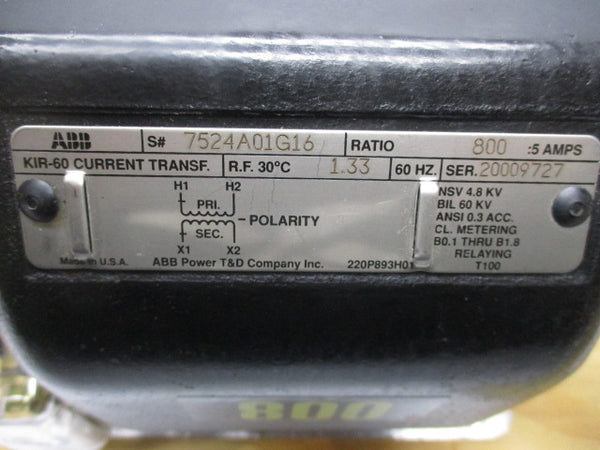 ABB S# 7524A01G16 RATIO 800 :5 AMPS
KIR-60 CURRENT TRANSF. R.F. 30°C 1.33 60 HZ. SER. 20009727
H1 H2
PRI.
POLARITY
SEC.
X1 X2
NSV 4.8 KV
BIL 60 KV
ANSI 0.3 ACC.
CL. METERING
B0.1 THRU B1.8
RELAYING
T100
Made in U.S.A. ABB Power T&D Company Inc. 220P893H01
800